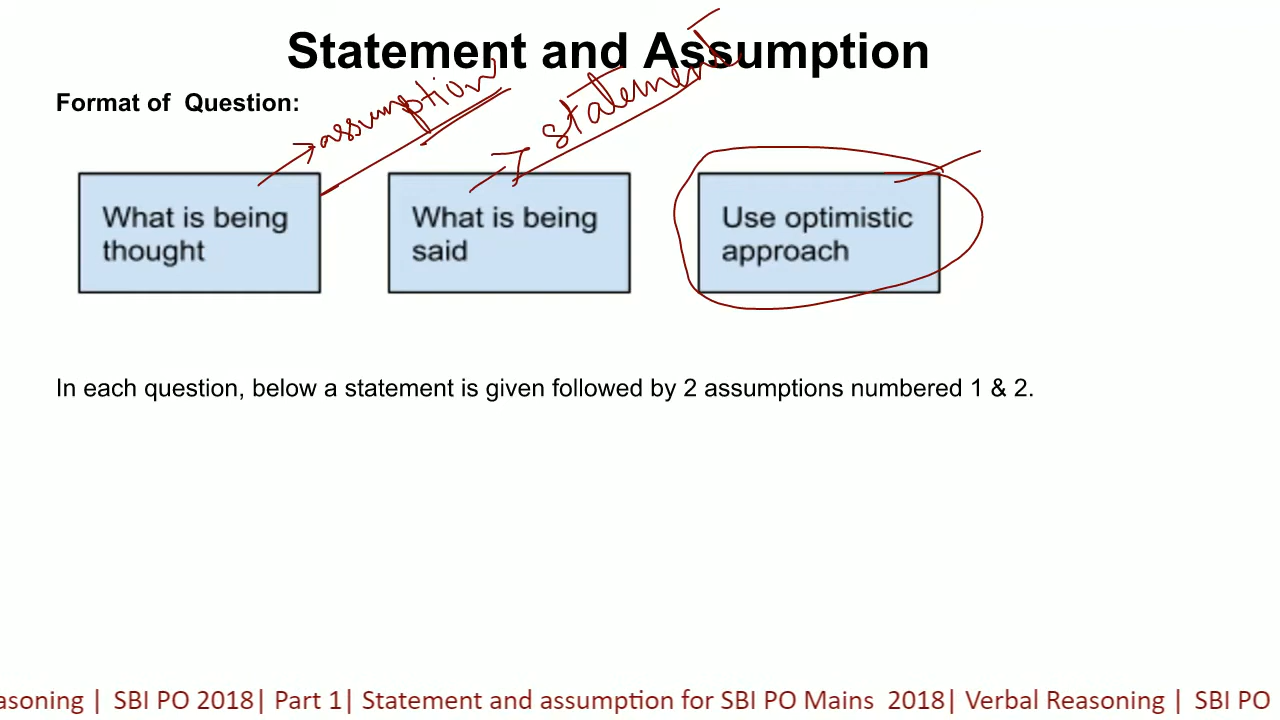 Statement and Assumption
Format of Question:
assumption
statement
What is being
thought
What is being
said
Use optimistic
approach
In each question, below a statement is given followed by 2 assumptions numbered 1 & 2.
asoning | SBI PO 2018| Part 1| Statement and assumption for SBI PO Mains 2018| Verbal Reasoning | SBI PO